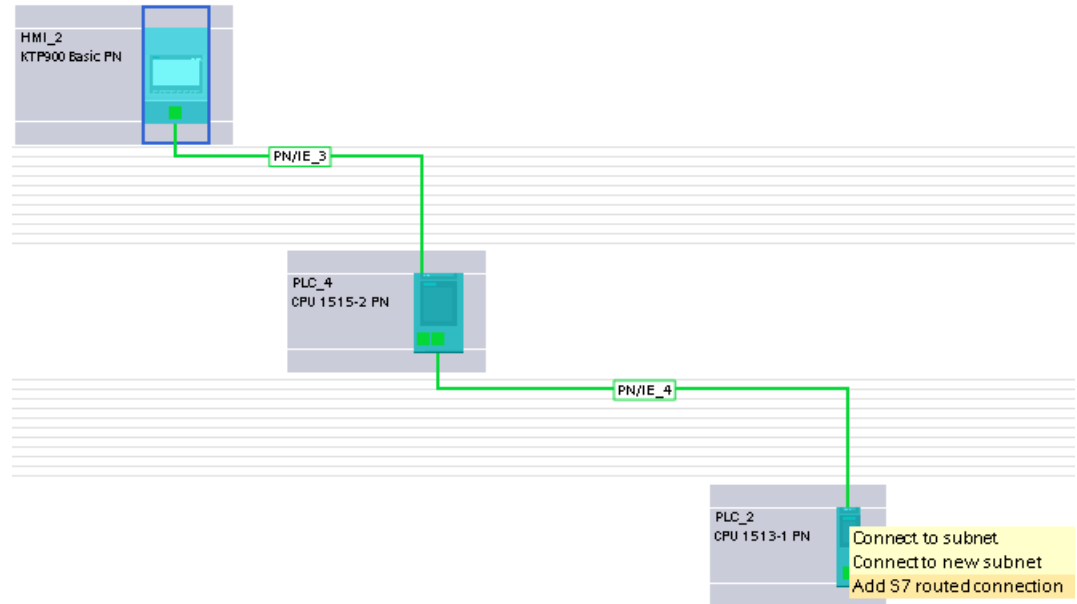 HMI_2
KTP900 Basic PN
PN/IE_3
PLC_4
CPU 1515-2 PN
PN/IE_4
PLC_2
CPU 1513-1 PN
Connect to subnet
Connect to new subnet
Add S7 routed connection